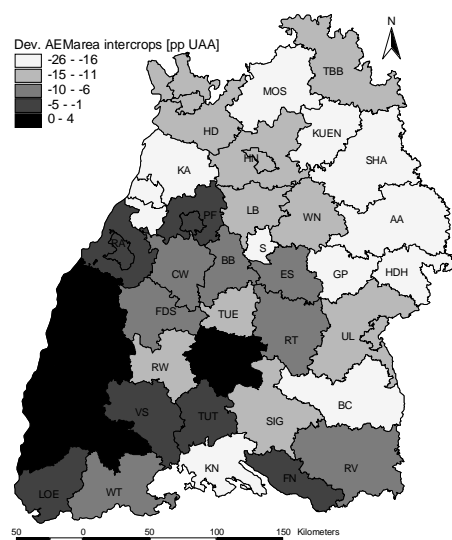 N
Dev. AEMarea intercrops [pp UAA]
-26 - -16
-15 - -11
-10 - -6
-5 - -1
0 - 4
TBB
MOS
HD
KUEN
HN
SHA
KA
PF
LB
WN
AA
RA
S
CW
BB
ES
GP
HDH
FDS
TUE
RT
UL
RW
BC
VS
TUT
SIG
KN
RV
FN
LOE
WT
50 0 50 100 150 Kilometers